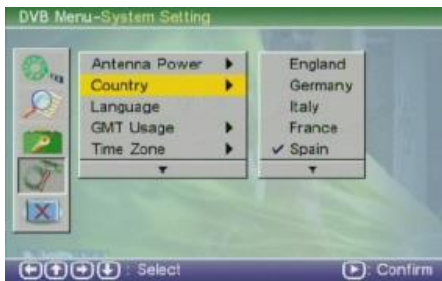 DVB Menu-System Setting
Antenna Power
Country
Language
GMT Usage
Time Zone
England
Germany
Italy
France
Spain
: Select
: Confirm